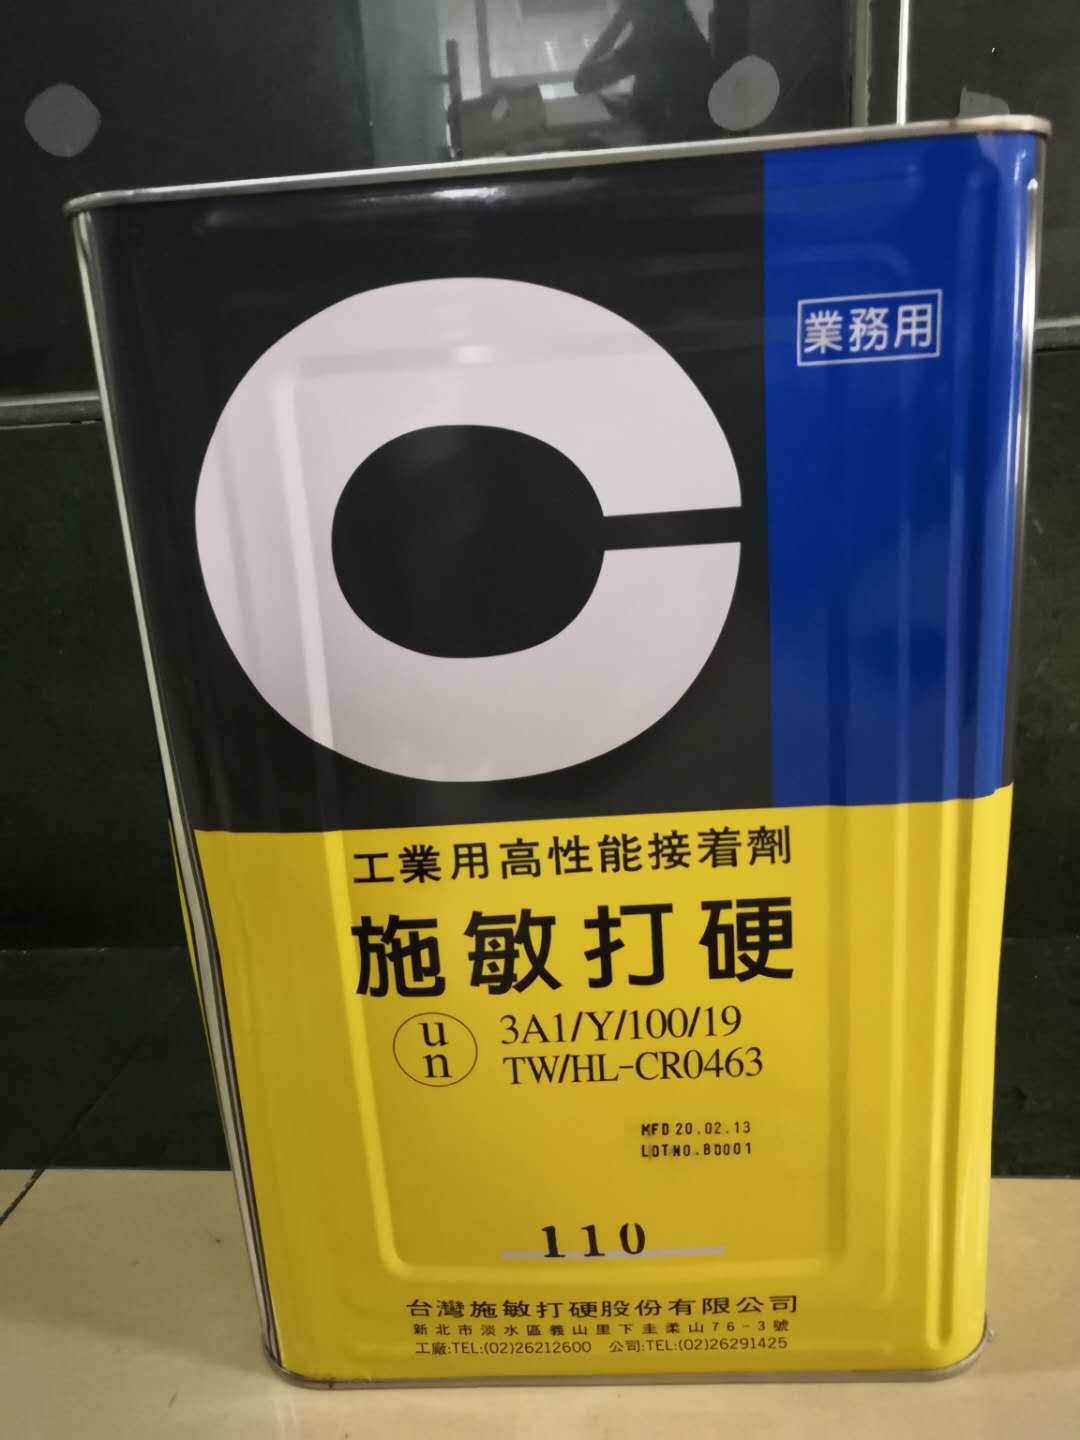 業務用
工業用高性能接着劑
施敏打硬
un 3A1/Y/100/19
TW/HL-CR0463
MFD 20.02.13
LOT NO. B0001
110
台灣施敏打硬股份有限公司
新北市淡水區義山里下圭柔山76-3號
工廠:TEL:(02)26212600 公司:TEL:(02)26291425